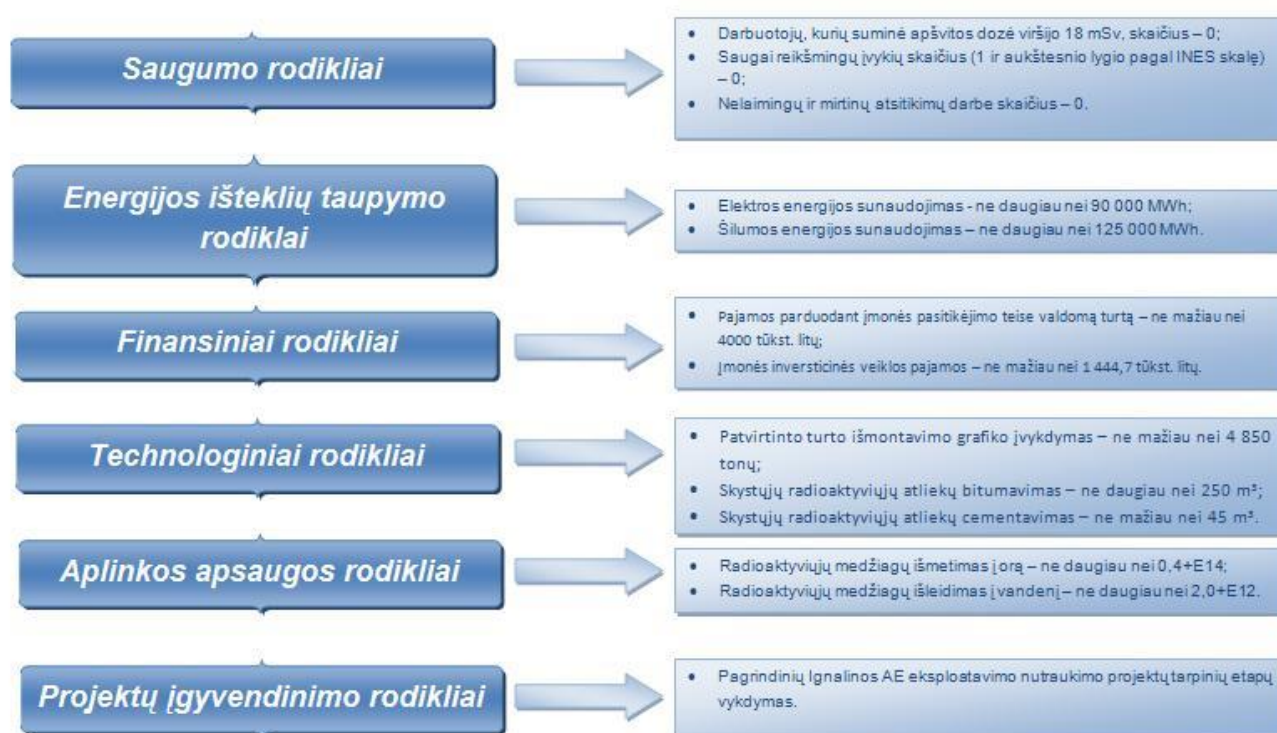 Saugumo rodikliai
• Darbuotojų, kurių suminė apšvitos dozė viršijo 18 mSv, skaičius – 0;
• Saugai reikšmingų įvykių skaičius (1 ir aukštesnio lygio pagal INES skalę)
– 0;
• Nelaimingų ir mirtinų atsitikimų darbe skaičius – 0.
Energijos išteklių taupymo
rodiklai
• Elektros energijos sunaudojimas - ne daugiau nei 90 000 MWh;
• Šilumos energijos sunaudojimas – ne daugiau nei 125 000 MWh.
Finansiniai rodikliai
• Pajamos parduodant įmonės pasitikėjimo teise valdomą turtą – ne mažiau nei
4000 tūkst. litų;
• Įmonės inversticinės veiklos pajamos – ne mažiau nei 1 444,7 tūkst. litų.
Technologiniai rodikliai
• Patvirtinto turto išmontavimo grafiko įvykdymas – ne mažiau nei 4 850
tonų;
• Skystųjų radioaktyviųjų atliekų bitumavimas – ne daugiau nei 250 m³;
• Skystųjų radioaktyviųjų atliekų cementavimas – ne mažiau nei 45 m³.
Aplinkos apsaugos rodikliai
• Radioaktyviųjų medžiagų išmetimas į orą – ne daugiau nei 0,4+E14;
• Radioaktyviųjų medžiagų išleidimas į vandenį – ne daugiau nei 2,0+E12.
Projektų įgyvendinimo rodikliai
• Pagrindinių Ignalinos AE eksploatavimo nutraukimo projektų tarpinių etapų
vykdymas.